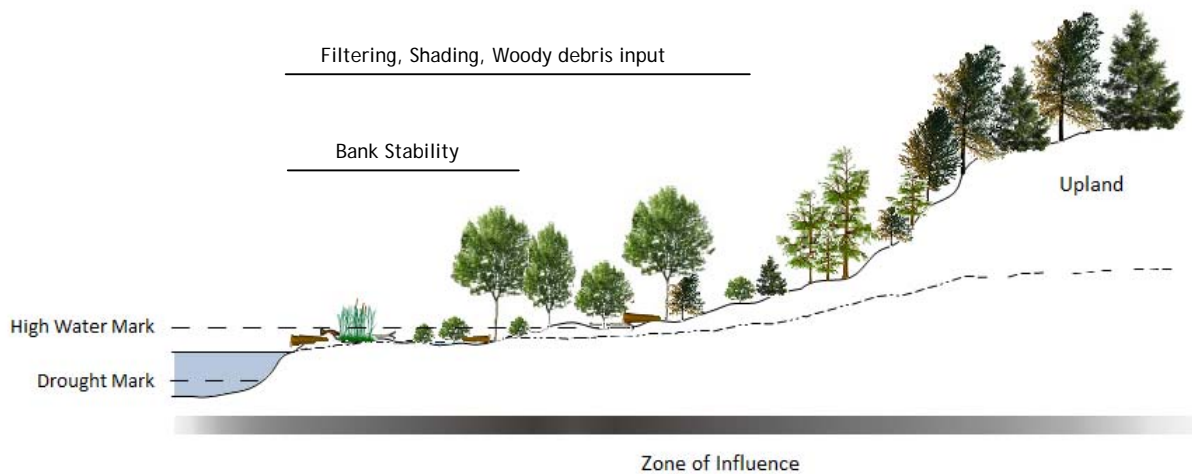 Filtering, Shading, Woody debris input
Bank Stability
Upland
High Water Mark
Drought Mark
Zone of Influence